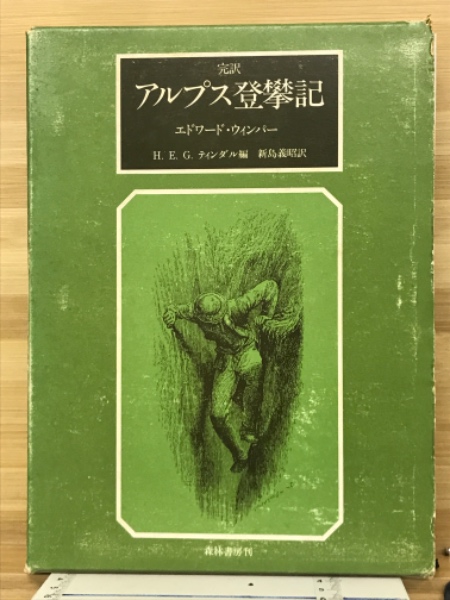 完訳
アルプス登攀記
エドワード・ウィンパー
H. E. G. ティンダル編 新島義昭訳
森林書房刊